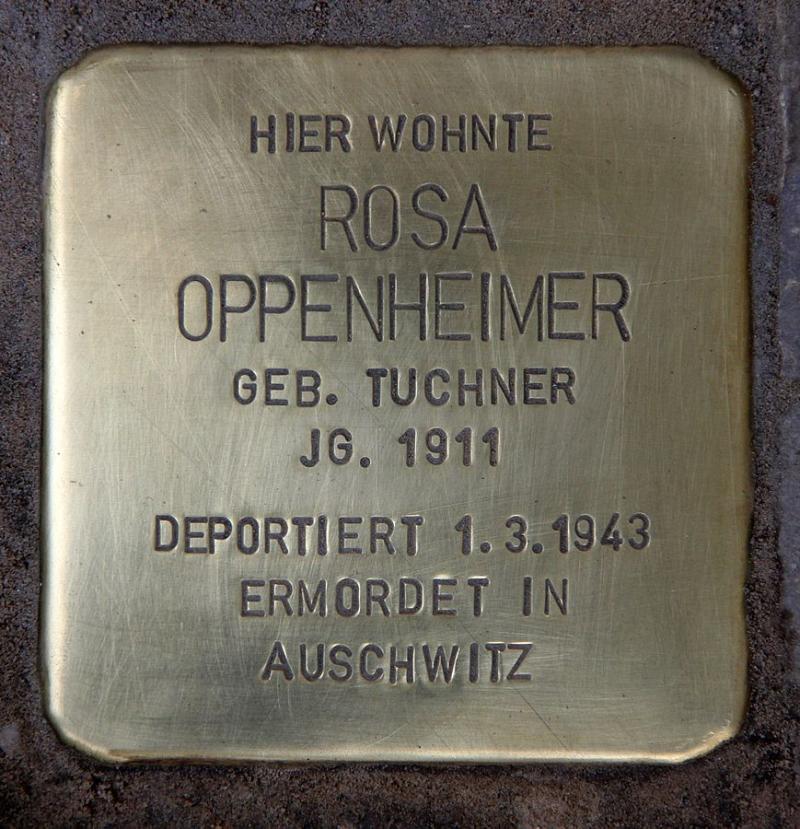 HIER WOHNTE
ROSA
OPPENHEIMER
GEB. TUCHNER
JG. 1911
DEPORTIERT 1.3.1943
ERMORDET IN
AUSCHWITZ